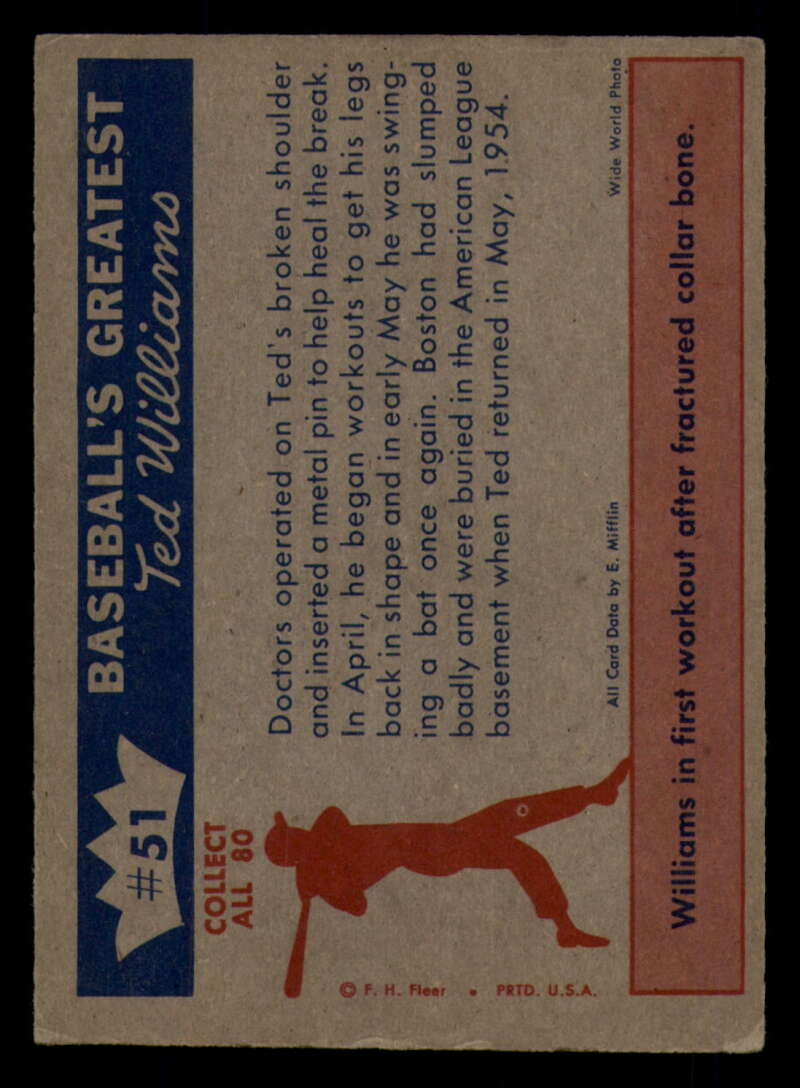 #51
BASEBALL'S GREATEST
Ted Williams
COLLECT
ALL 80
Doctors operated on Ted's broken shoulder
and inserted a metal pin to help heal the break.
In April, he began workouts to get his legs
back in shape and in early May he was swing-
ing a bat once again. Boston had slumped
badly and were buried in the American League
basement when Ted returned in May, 1954.
© F. H. Fleer • PRTD. U.S.A.
All Card Data by E. Mifflin
Wide World Photo
Williams in first workout after fractured collar bone.